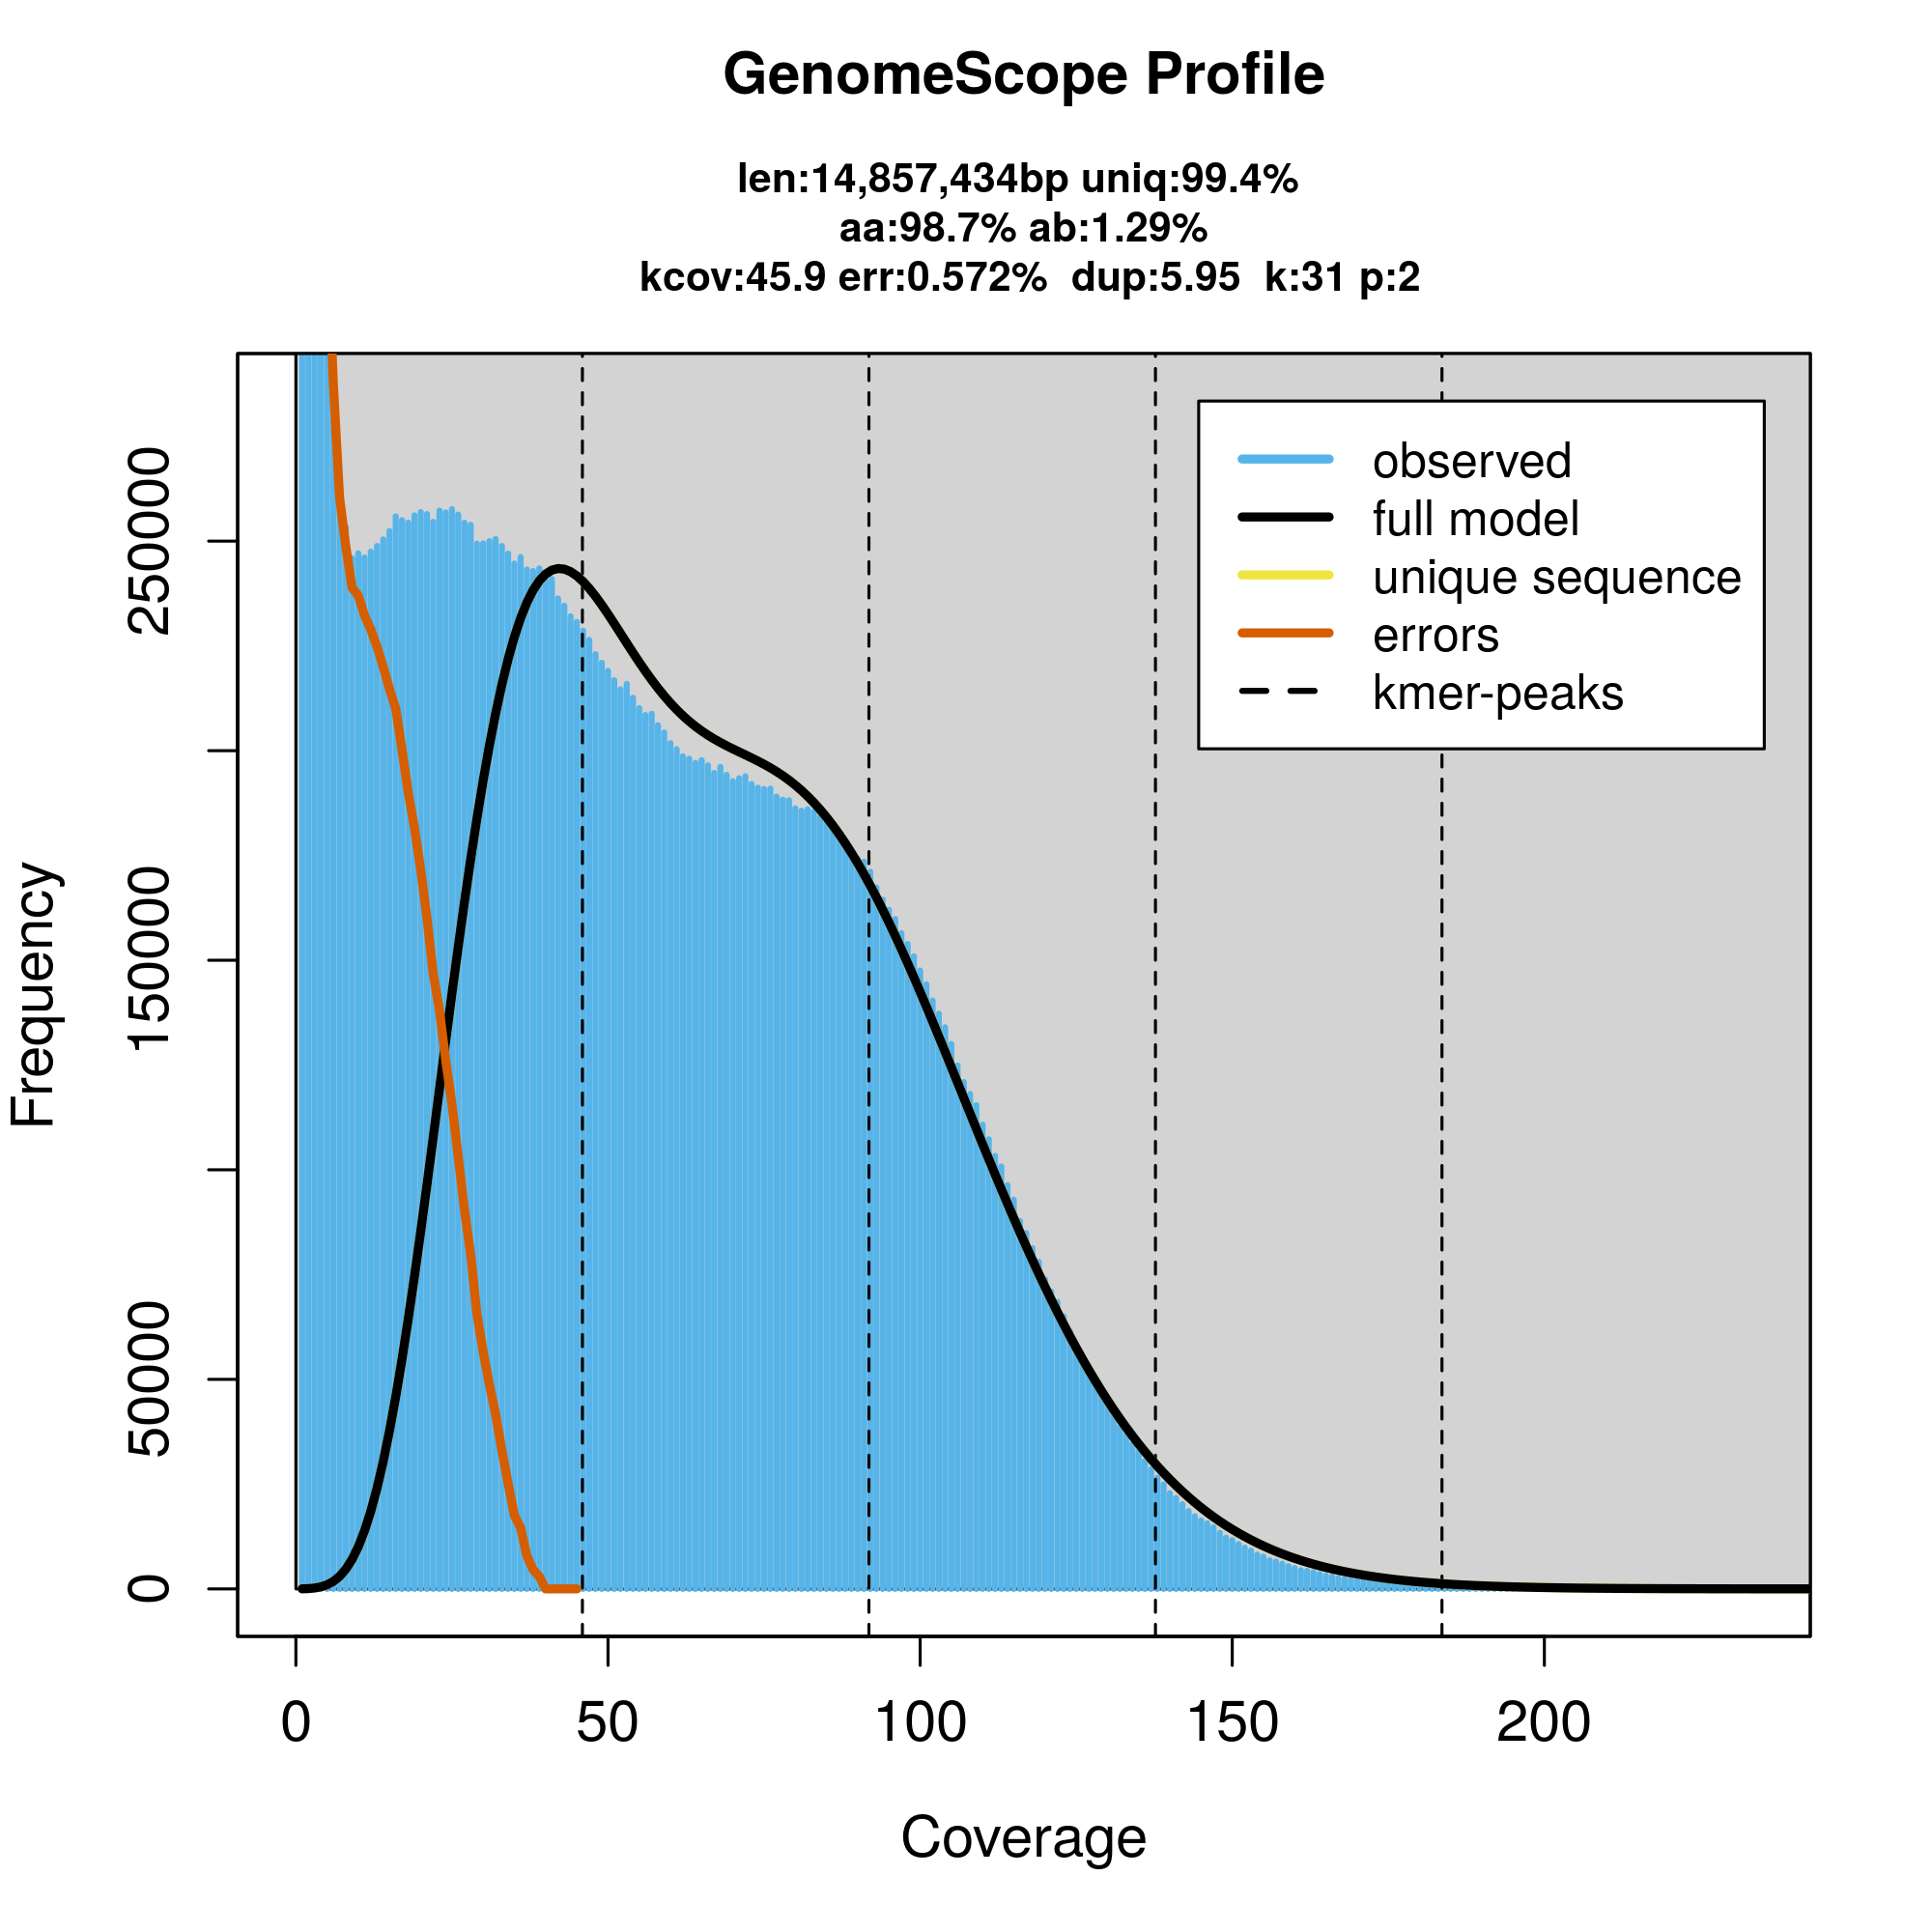 GenomeScope Profile
len:14,857,434bp uniq:99.4%
aa:98.7% ab:1.29%
kcov:45.9 err:0.572% dup:5.95 k:31 p:2
observed
full model
unique sequence
errors
kmer-peaks
Frequency
250000
150000
50000
0
0 50 100 150 200
Coverage